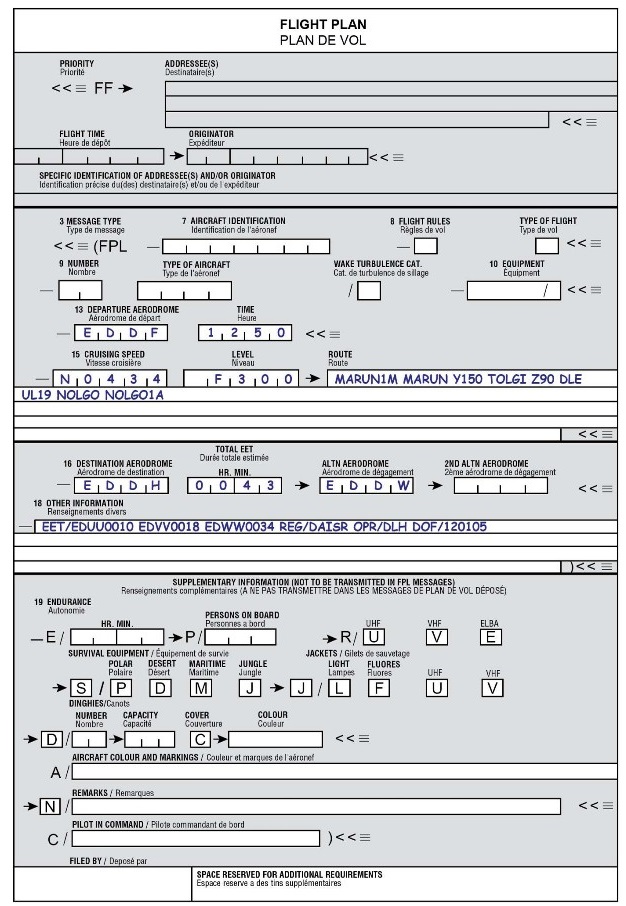 FLIGHT PLAN
PLAN DE VOL
PRIORITY
Priorité
ADDRESSEE(S)
Destinataire(s)
<<≡ FF ➔
<<≡
FLIGHT TIME
Heure de dépôt
ORIGINATOR
Expéditeur
➔ <<≡
SPECIFIC IDENTIFICATION OF ADDRESSEE(S) AND/OR ORIGINATOR
Identification précise du(des) destinataire(s) et/ou de l expéditeur
3 MESSAGE TYPE
Type de message
7 AIRCRAFT IDENTIFICATION
Identification de l'aéronef
8 FLIGHT RULES
Règles de vol
TYPE OF FLIGHT
Type de vol
<<≡ (FPL — — <<≡
9 NUMBER
Nombre
TYPE OF AIRCRAFT
Type de l'aéronef
WAKE TURBULENCE CAT.
Cat. de turbulence de sillage
10 EQUIPMENT
Équipment
— / — / <<≡
13 DEPARTURE AERODROME
Aérodrome de départ
TIME
Heure
— EDDF 1250 <<≡
15 CRUISING SPEED
Vitesse croisière
LEVEL
Niveau
ROUTE
Route
— N0434 F300 ➔ MARUN1M MARUN Y150 TOLGI Z90 DLE
UL19 NOLGO NOLGO1A
<<≡
16 DESTINATION AERODROME
Aérodrome de destination
TOTAL EET
Durée totale estimée
HR. MIN.
ALTN AERODROME
Aérodrome de dégagement
2ND ALTN AERODROME
2ème aérodrome de dégagement
— EDDH 0043 ➔ EDDW ➔ <<≡
18 OTHER INFORMATION
Renseignements divers
— EET/EDUU0010 EDVV0018 EDWW0034 REG/DAISR OPR/DLH DOF/120105
)<<≡
SUPPLEMENTARY INFORMATION (NOT TO BE TRANSMITTED IN FPL MESSAGES)
Renseignements complémentaires (A NE PAS TRANSMETTRE DANS LES MESSAGES DE PLAN DE VOL DÉPOSÉ)
19 ENDURANCE
Autonomie
HR. MIN.
PERSONS ON BOARD
Personnes a bord
UHF VHF ELBA
—E / ➔P/ ➔R/ U V E
SURVIVAL EQUIPMENT / Équipement de survie
JACKETS / Gilets de sauvetage
POLAR
Polaire
DESERT
Désert
MARITIME
Maritime
JUNGLE
Jungle
LIGHT
Lampes
FLUORES
Fluores
UHF VHF
➔ S / P D M J ➔ J / L F U V
DINGHIES/Canots
NUMBER
Nombre
CAPACITY
Capacité
COVER
Couverture
COLOUR
Couleur
➔ D / ➔ ➔ C ➔ <<≡
AIRCRAFT COLOUR AND MARKINGS / Couleur et marques de l'aéronef
A /
REMARKS / Remarques
➔ N / <<≡
PILOT IN COMMAND / Pilote commandant de bord
C / )<<≡
FILED BY / Deposé par
SPACE RESERVED FOR ADDITIONAL REQUIREMENTS
Espace reserve a des tins supplémentaires